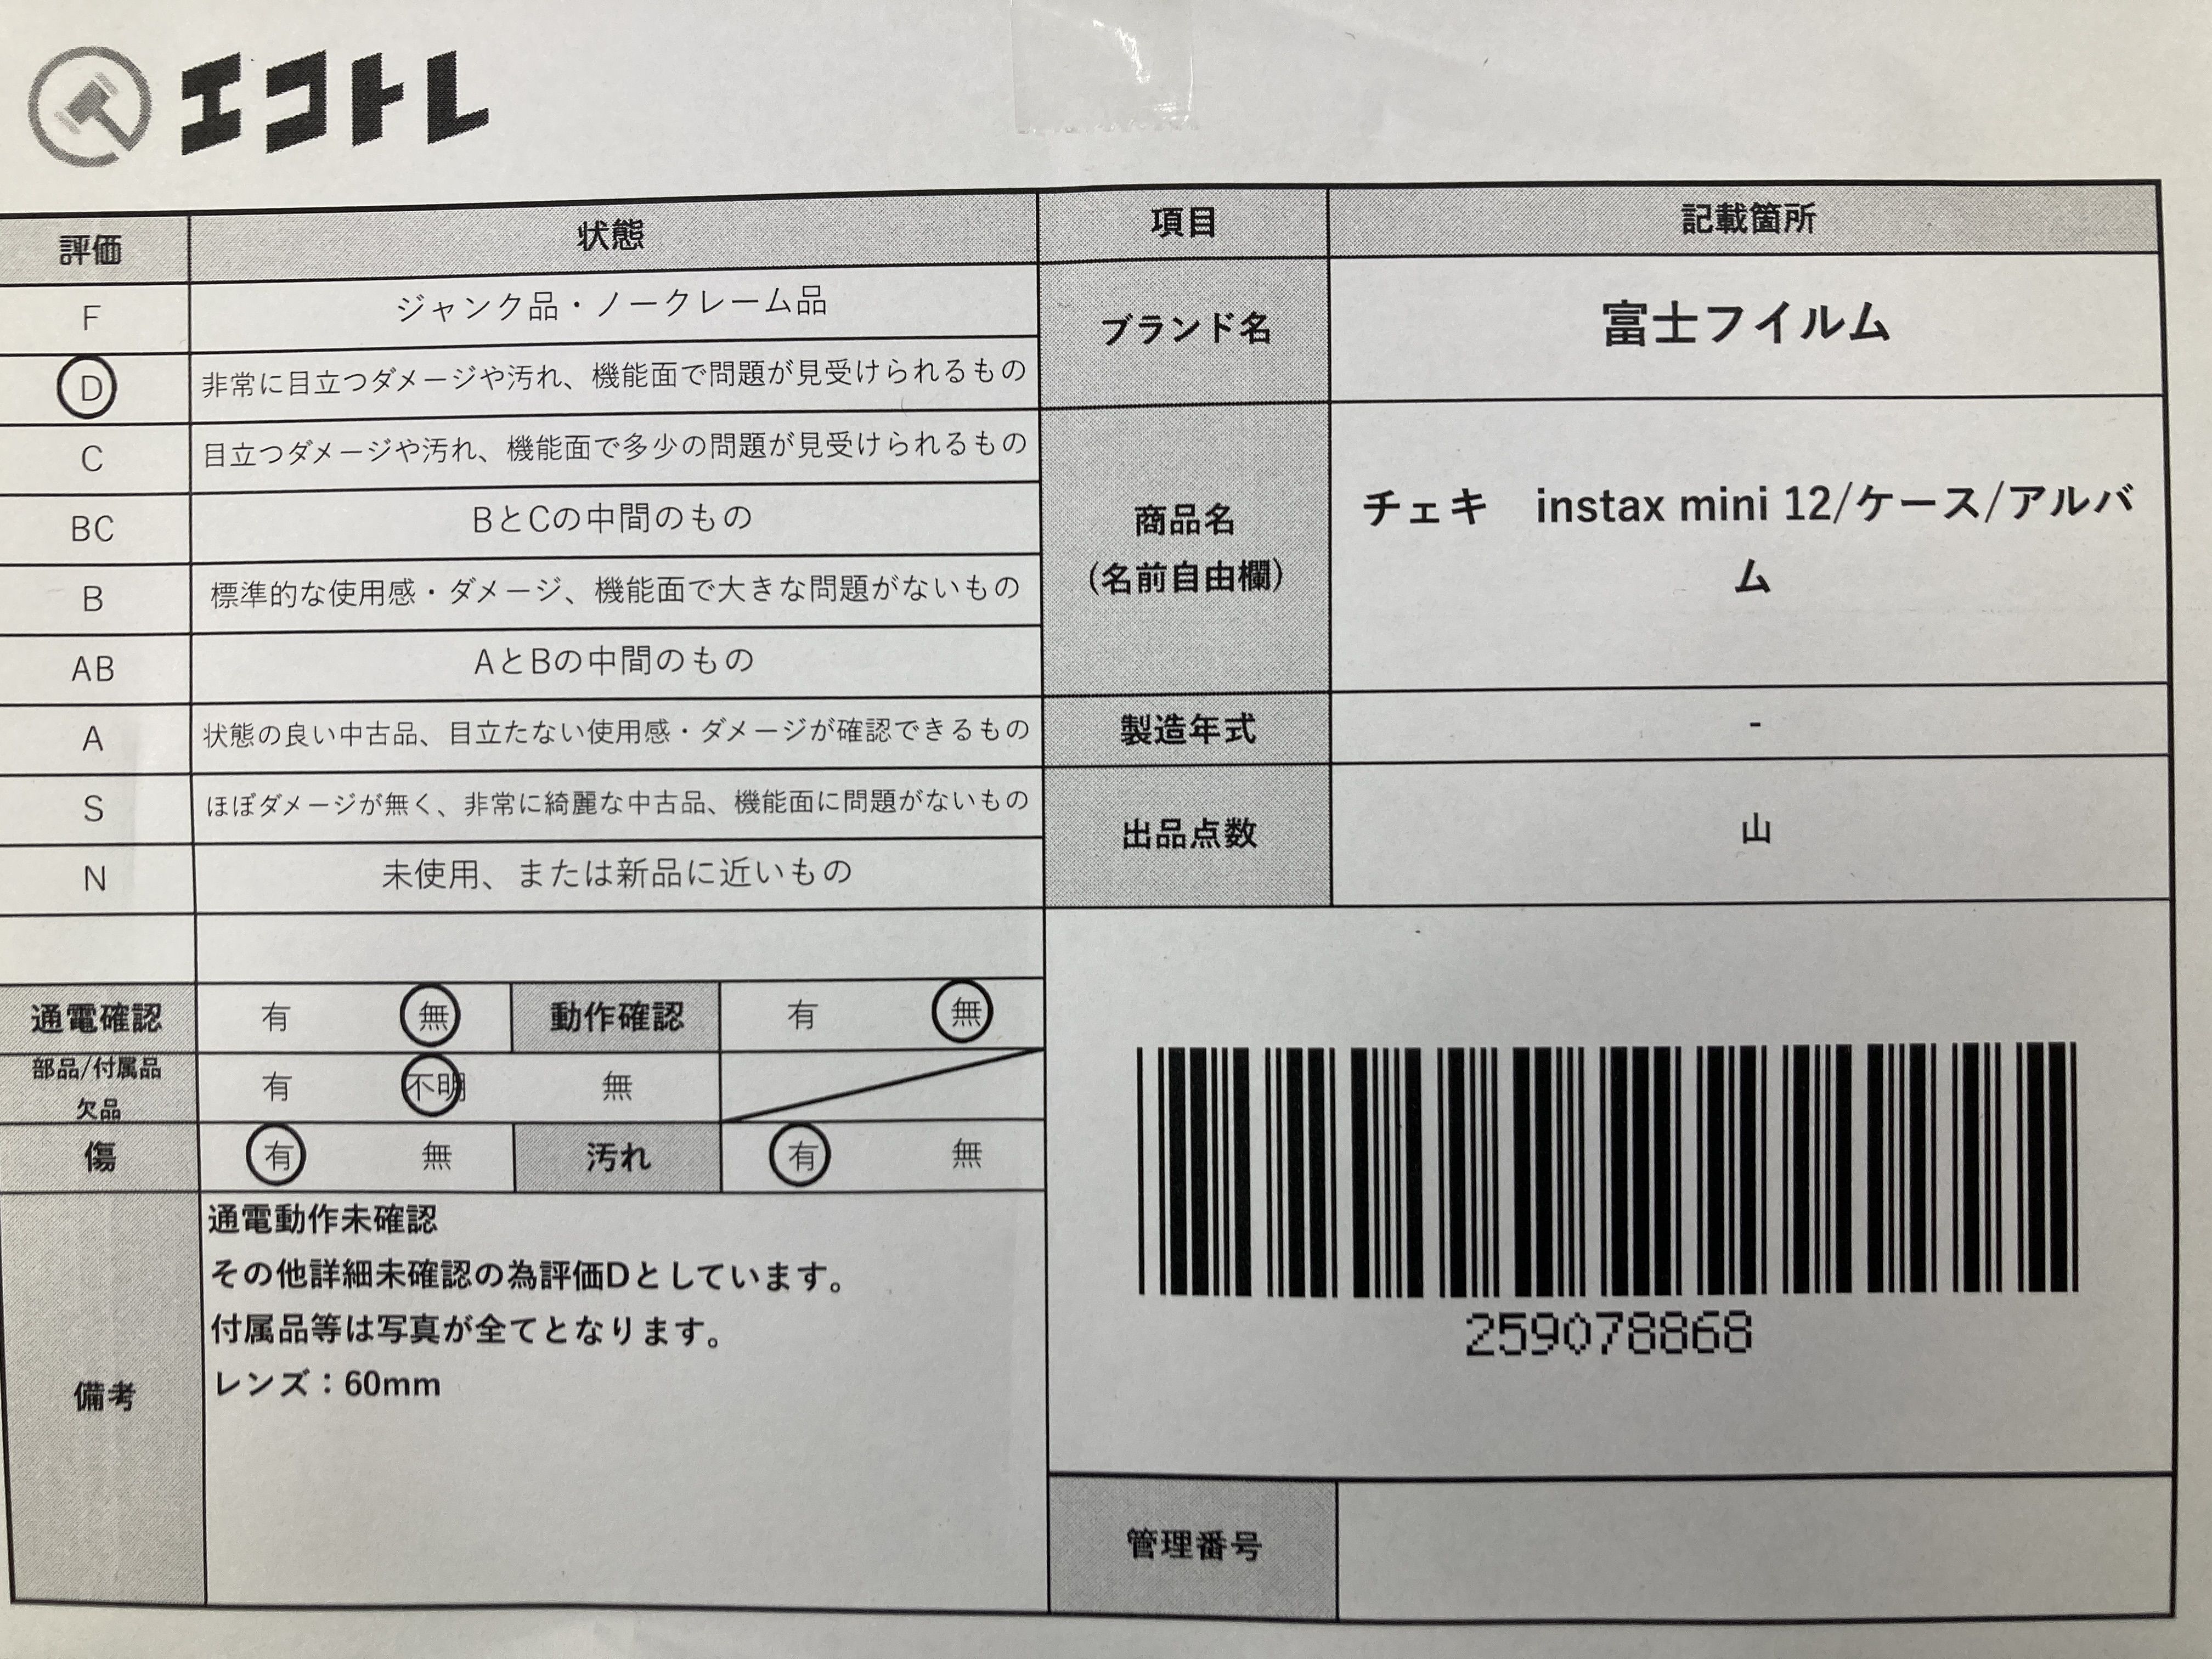 エコトレ
評価 状態
F ジャンク品・ノークレーム品
D 非常に目立つダメージや汚れ、機能面で問題が見受けられるもの
C 目立つダメージや汚れ、機能面で多少の問題が見受けられるもの
BC BとCの中間のもの
B 標準的な使用感・ダメージ、機能面で大きな問題がないもの
AB AとBの中間のもの
A 状態の良い中古品、目立たない使用感・ダメージが確認できるもの
S ほぼダメージが無く、非常に綺麗な中古品、機能面に問題がないもの
N 未使用、または新品に近いもの
通電確認 有 無 動作確認 有 無
部品/付属品
欠品
有 不明 無
傷 有 無 汚れ 有 無
備考
通電動作未確認
その他詳細未確認の為評価Dとしています。
付属品等は写真が全てとなります。
レンズ：60mm
項目 記載箇所
ブランド名 富士フイルム
商品名
(名前自由欄)
チェキ　instax mini 12/ケース/アルバ
ム
製造年式 -
出品点数 山
259078868
管理番号